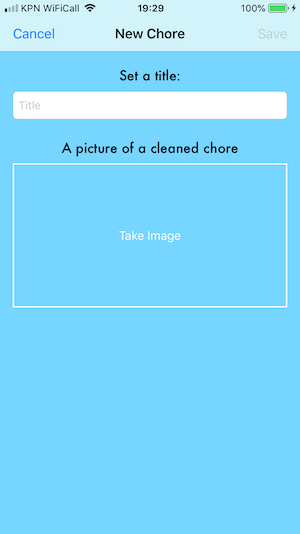 KPN WiFiCall 19:29 100%
Cancel New Chore Save
Set a title:
Title
A picture of a cleaned chore
Take Image